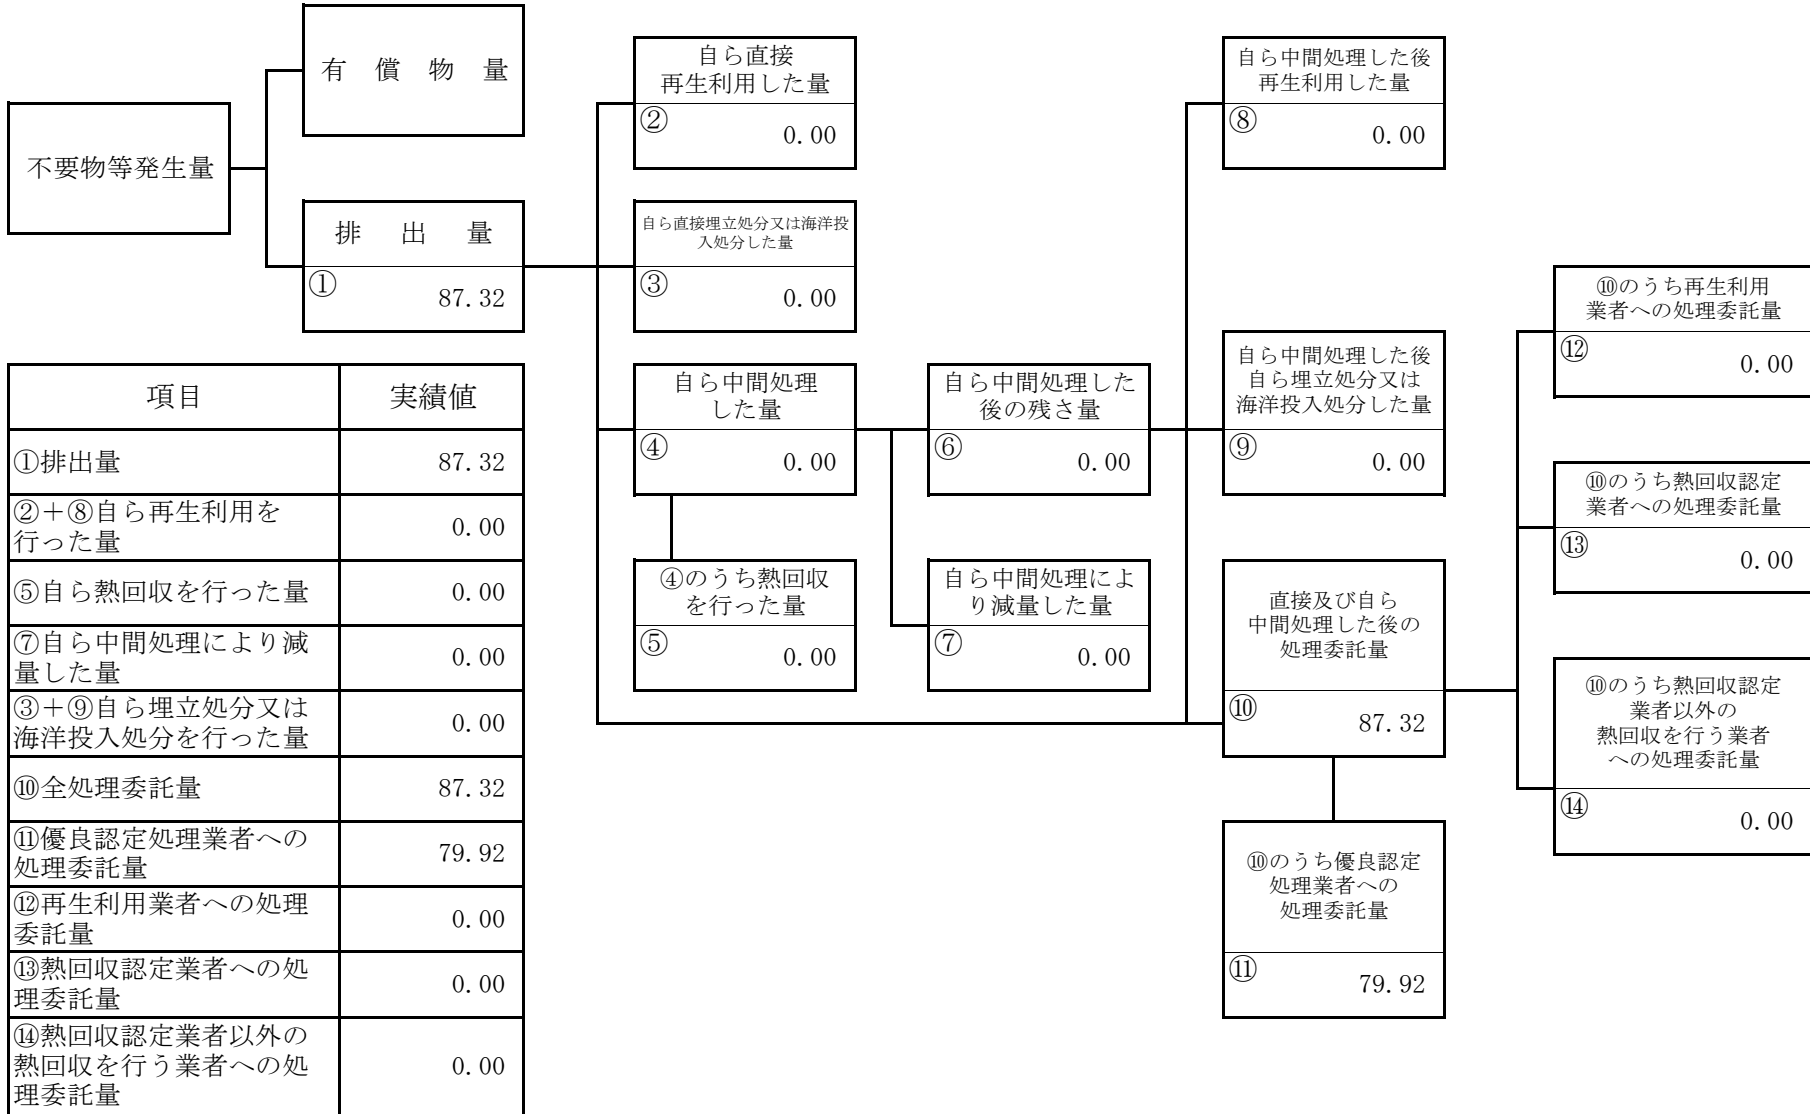 有償物量
不要物等発生量
排出量
①
87.32
自ら直接
再生利用した量
②
0.00
自ら直接埋立処分又は海洋投
入処分した量
③
0.00
自ら中間処理
した量
④
0.00
④のうち熱回収
を行った量
⑤
0.00
自ら中間処理した
後の残さ量
⑥
0.00
自ら中間処理によ
り減量した量
⑦
0.00
自ら中間処理した後
再生利用した量
⑧
0.00
自ら中間処理した後
自ら埋立処分又は
海洋投入処分した量
⑨
0.00
直接及び自ら
中間処理した後の
処理委託量
⑩
87.32
⑩のうち優良認定
処理業者への
処理委託量
⑪
79.92
⑩のうち再生利用
業者への処理委託量
⑫
0.00
⑩のうち熱回収認定
業者への処理委託量
⑬
0.00
⑩のうち熱回収認定
業者以外の
熱回収を行う業者
への処理委託量
⑭
0.00
項目 実績値
①排出量 87.32
②+⑧自ら再生利用を
行った量
0.00
⑤自ら熱回収を行った量 0.00
⑦自ら中間処理により減
量した量
0.00
③+⑨自ら埋立処分又は
海洋投入処分を行った量
0.00
⑩全処理委託量 87.32
⑪優良認定処理業者への
処理委託量
79.92
⑫再生利用業者への処理
委託量
0.00
⑬熱回収認定業者への処
理委託量
0.00
⑭熱回収認定業者以外の
熱回収を行う業者への処
理委託量
0.00